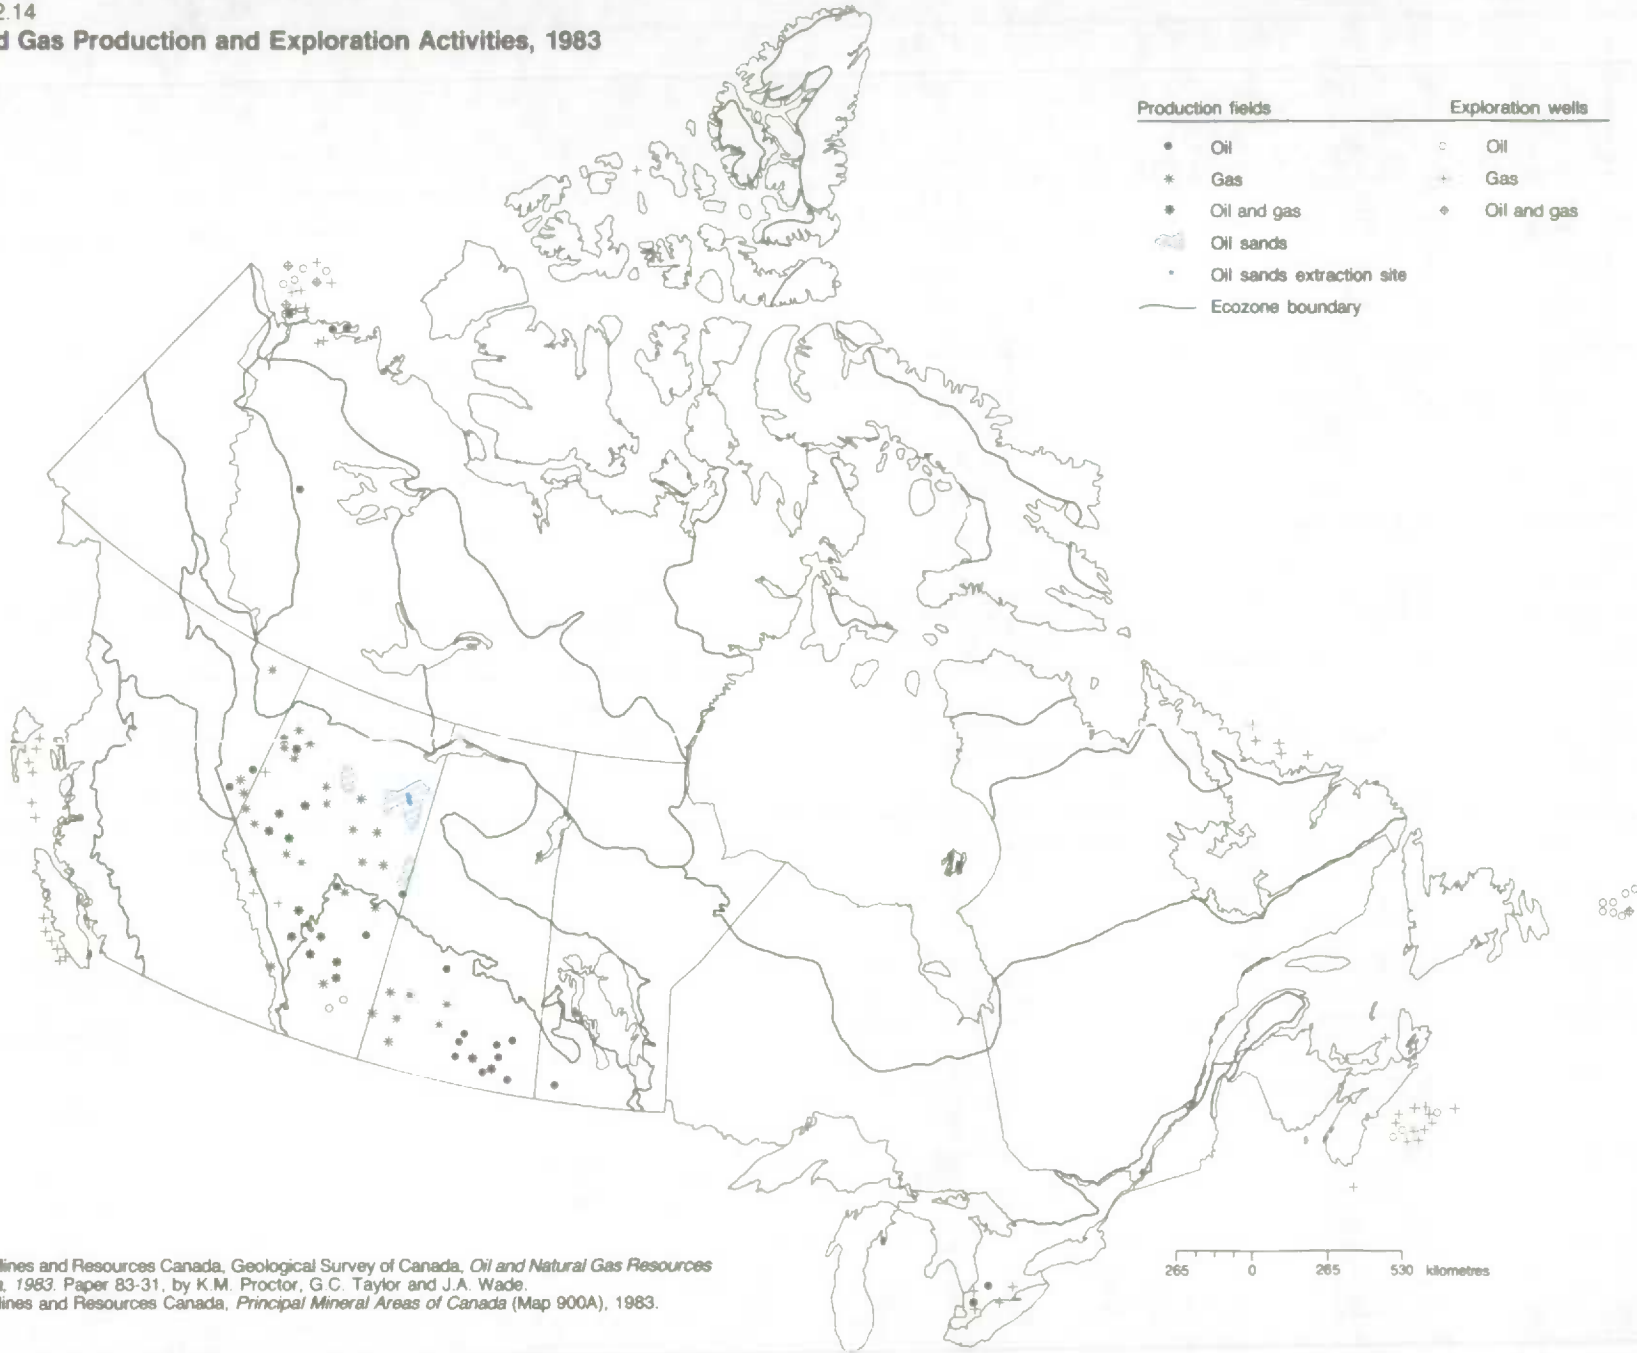 2.14
Gas Production and Exploration Activities, 1983
Production fields
Exploration wells
Oil
Oil
Gas
Gas
Oil and gas
Oil and gas
Oil sands
Oil sands extraction site
Ecozone boundary
265 0 265 530 kilometres
and Resources Canada, Geological Survey of Canada, Oil and Natural Gas Resources
1983. Paper 83-31, by K.M. Proctor, G.C. Taylor and J.A. Wade.
and Resources Canada, Principal Mineral Areas of Canada (Map 900A), 1983.